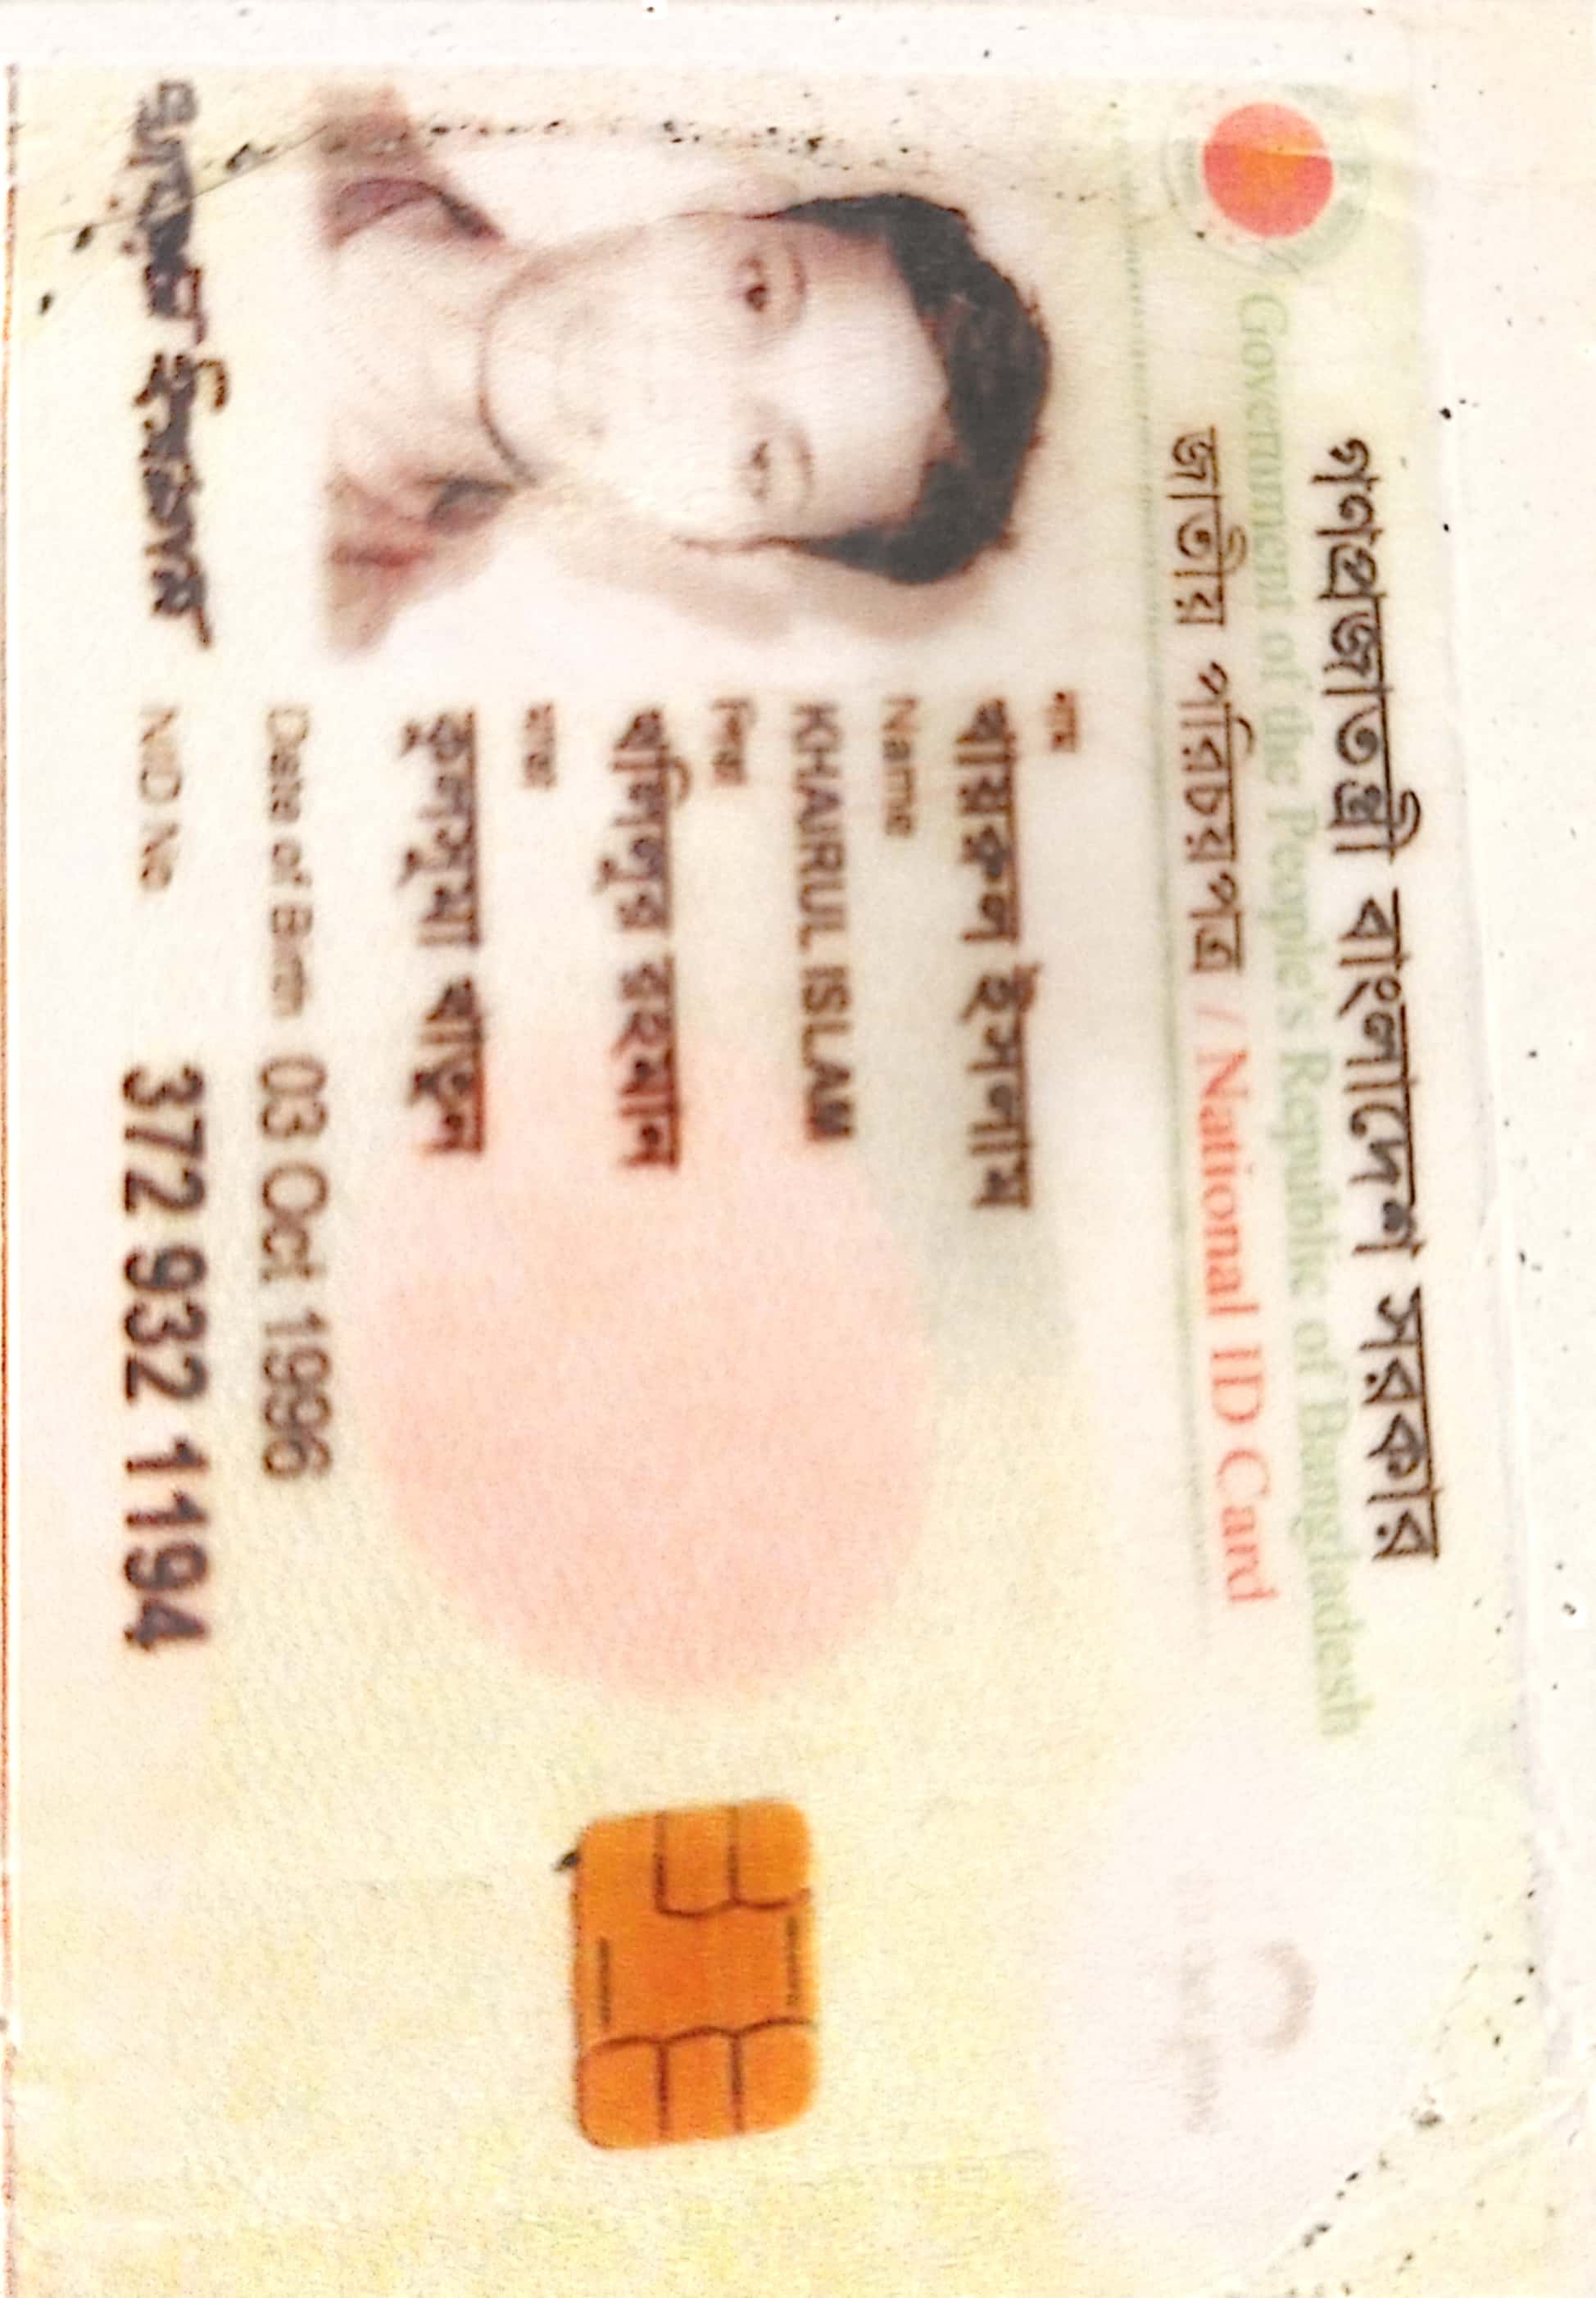 গণপ্রজাতন্ত্রী বাংলাদেশ সরকার
Government of the People's Republic of Bangladesh
জাতীয় পরিচয়পত্র / National ID Card
নাম
খায়রুল ইসলাম
Name
KHAIRUL ISLAM
পিতা
খলিলুর রহমান
মাতা
কুলসুমা খাতুন
Date of Birth 03 Oct 1996
খায়রুল ইসলাম
NID No 372 932 1194